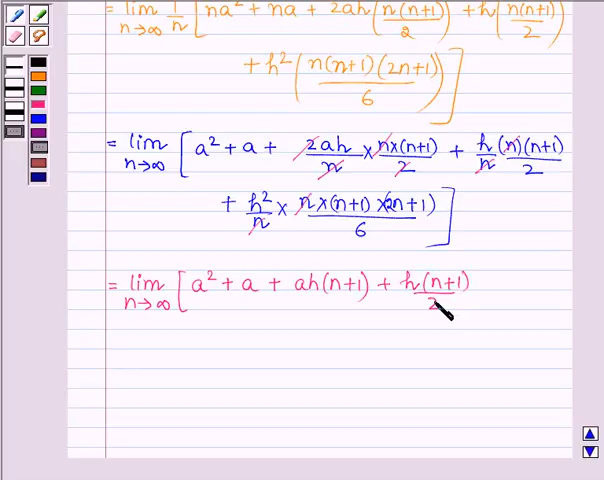 = lim n→∞ 1/n [ na² + na + 2ah (n(n+1)/2) + h (n(n+1)/2)
+ h² (n(n+1)(2n+1)/6) ]
= lim n→∞ [ a² + a + 2ah/n × n×(n+1)/2 + h/n (n)(n+1)/2
+ h²/n × n×(n+1)×(2n+1)/6 ]
= lim n→∞ [ a² + a + ah(n+1) + h(n+1)/2